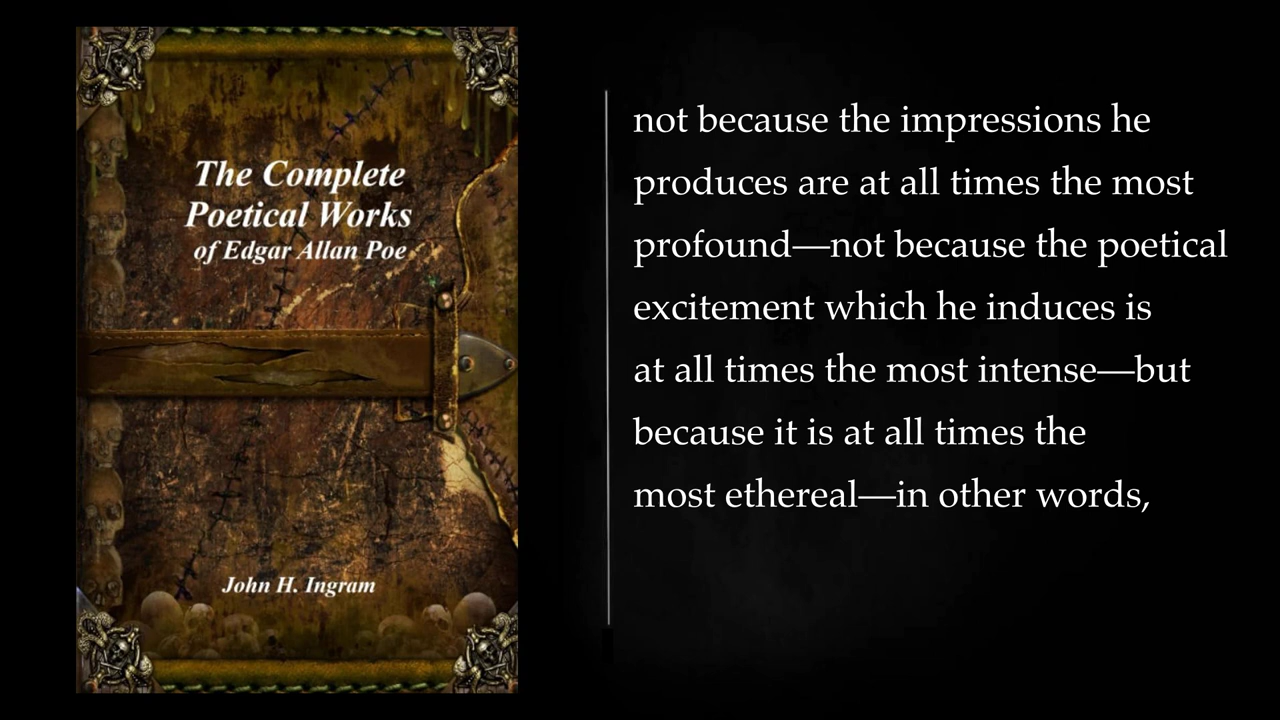 The Complete
Poetical Works
of Edgar Allan Poe
John H. Ingram
not because the impressions he
produces are at all times the most
profound—not because the poetical
excitement which he induces is
at all times the most intense—but
because it is at all times the
most ethereal—in other words,